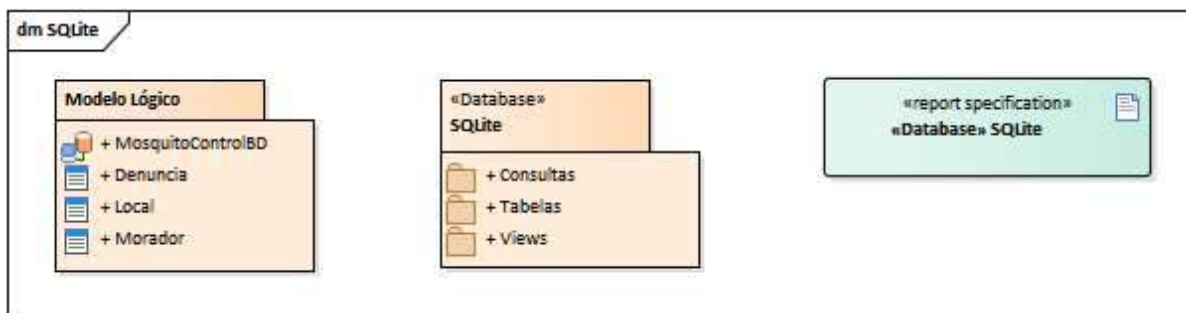 dm SQLite
Modelo Lógico
+ MosquitoControlBD
+ Denuncia
+ Local
+ Morador
«Database»
SQLite
+ Consultas
+ Tabelas
+ Views
«report specification»
«Database» SQLite